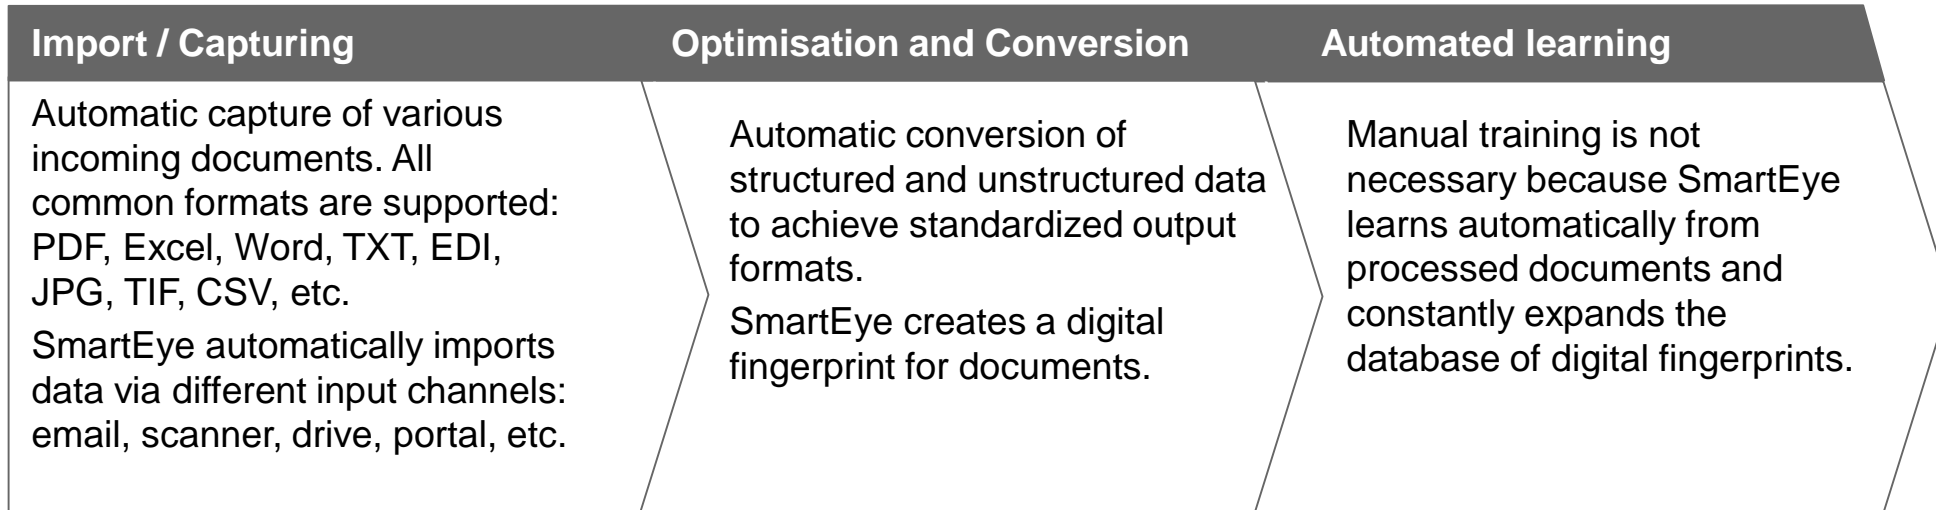 Import / Capturing
Automatic capture of various
incoming documents. All
common formats are supported:
PDF, Excel, Word, TXT, EDI,
JPG, TIF, CSV, etc.
SmartEye automatically imports
data via different input channels:
email, scanner, drive, portal, etc.
Optimisation and Conversion
Automatic conversion of
structured and unstructured data
to achieve standardized output
formats.
SmartEye creates a digital
fingerprint for documents.
Automated learning
Manual training is not
necessary because SmartEye
learns automatically from
processed documents and
constantly expands the
database of digital fingerprints.